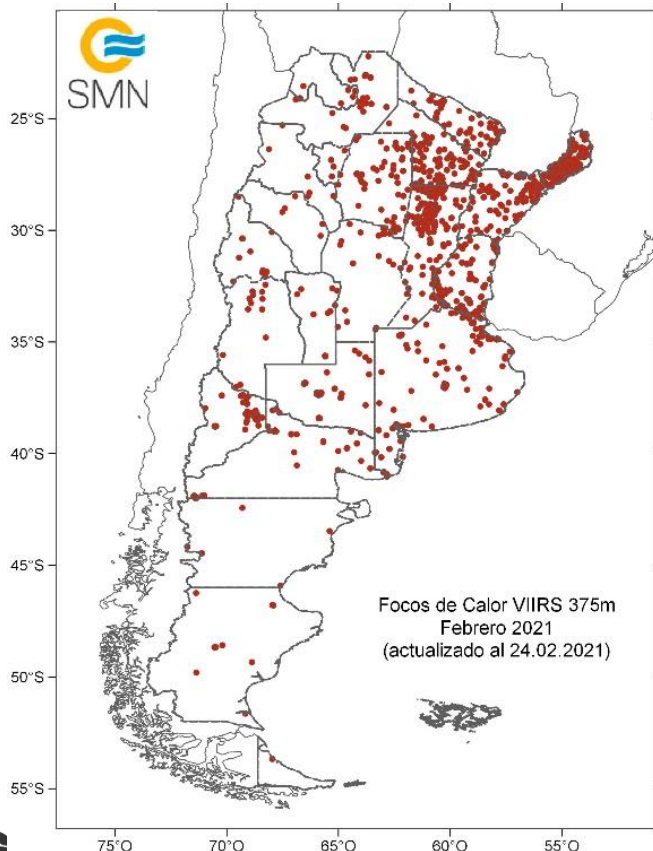 SMN
25°S
30°S
35°S
40°S
45°S
50°S
55°S
Focos de Calor VIIRS 375m
Febrero 2021
(actualizado al 24.02.2021)
75°O
70°O
65°O
60°O
55°O